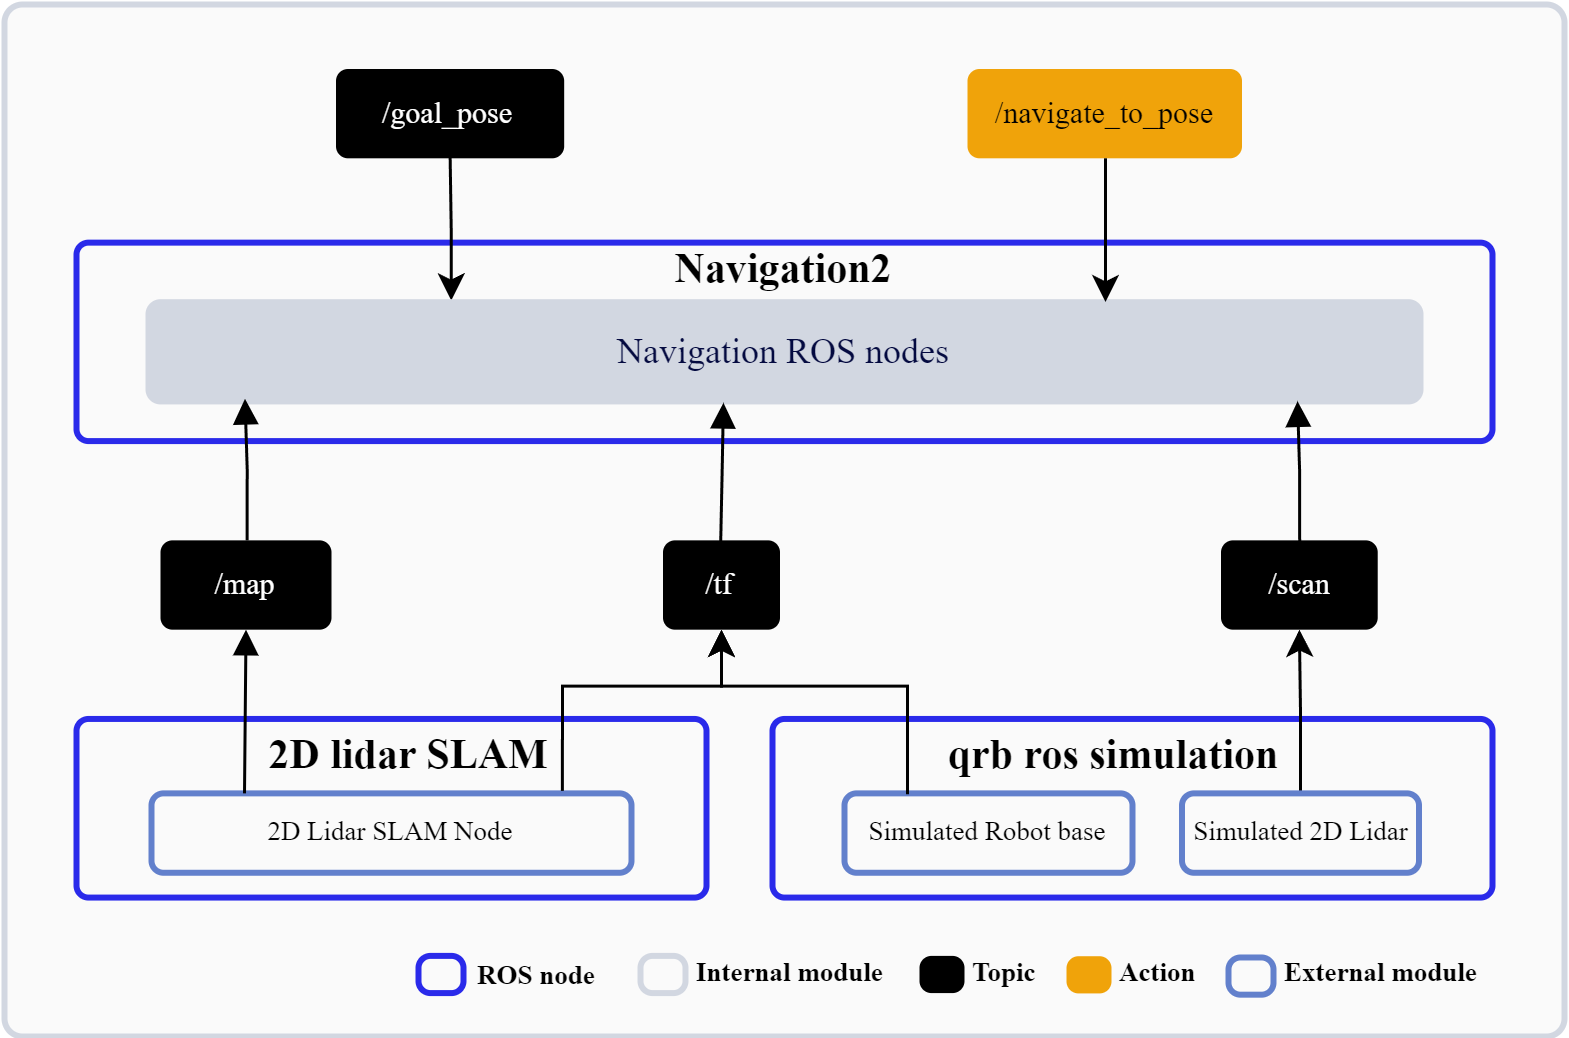 /goal_pose
/navigate_to_pose
Navigation2
Navigation ROS nodes
/map
/tf
/scan
2D lidar SLAM
qrb ros simulation
2D Lidar SLAM Node
Simulated Robot base
Simulated 2D Lidar
ROS node
Internal module
Topic
Action
External module